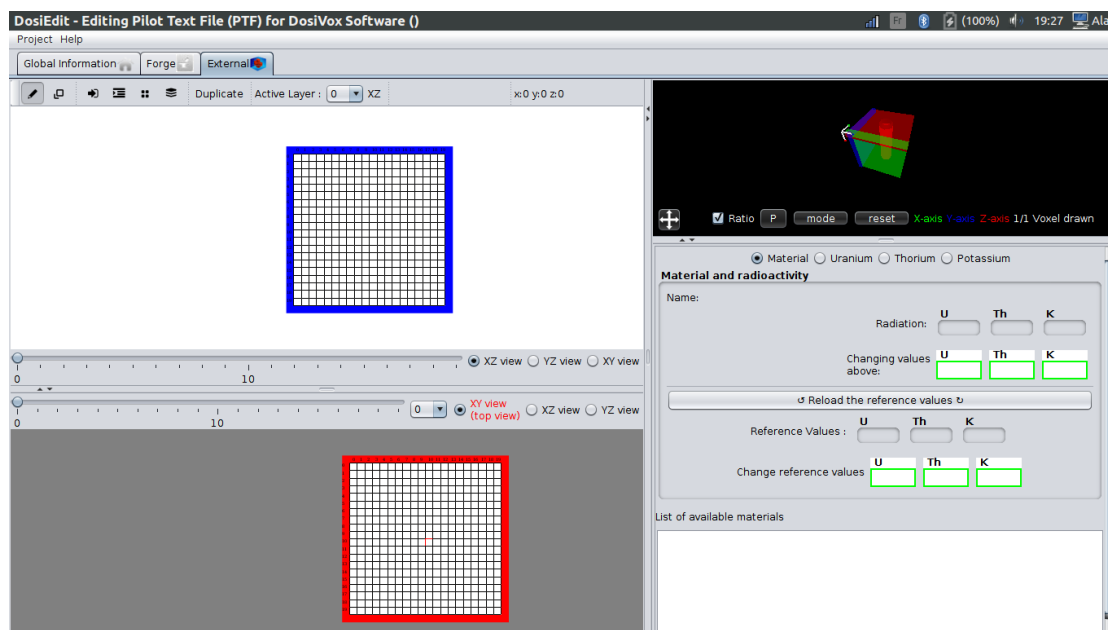 DosiEdit - Editing Pilot Text File (PTF) for DosiVox Software ()
Fr (100%) 19:27 Ala
Project Help
Global Information Forge External
Duplicate Active Layer : 0 XZ x:0 y:0 z:0
Ratio P mode reset X-axis Y-axis Z-axis 1/1 Voxel drawn
Material Uranium Thorium Potassium
Material and radioactivity
Name:
U Th K
Radiation:
U Th K
Changing values
above:
XZ view YZ view XY view
0 10
↺ Reload the reference values ↻
0 XY view
(top view) XZ view YZ view
0 10
U Th K
Reference Values :
U Th K
Change reference values
List of available materials